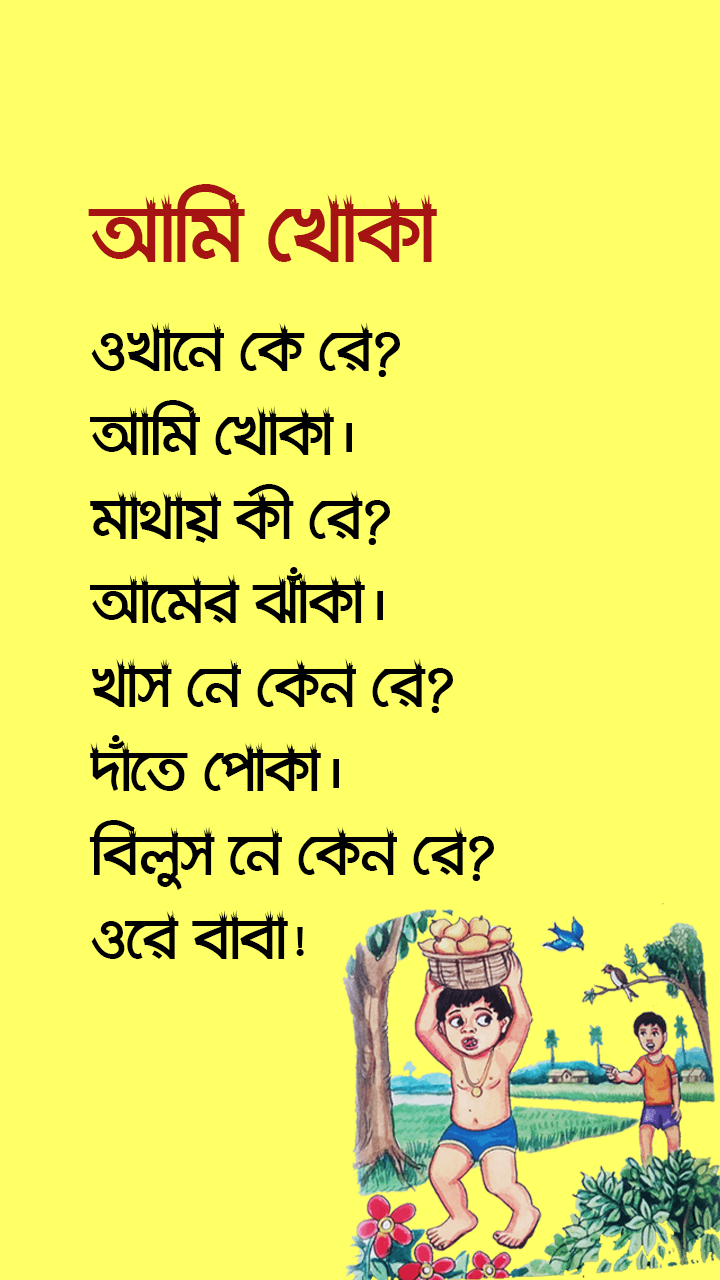 আমি খোকা
ওখানে কে রে?
আমি খোকা।
মাথায় কী রে?
আমের ঝাঁকা।
খাস নে কেন রে?
দাঁতে পোকা।
বিলুস নে কেন রে?
ওরে বাবা!